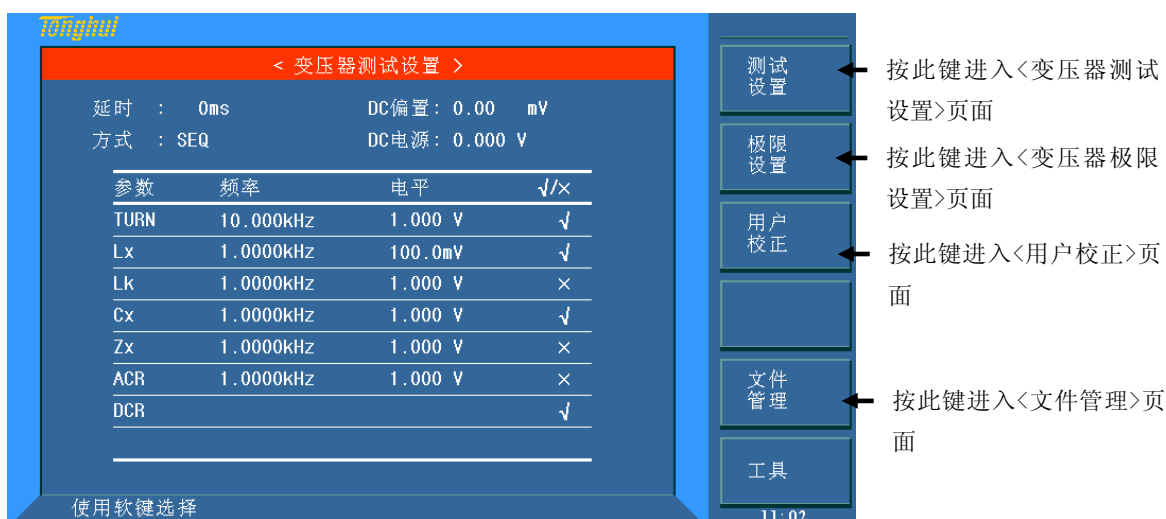 Tonghui
< 变压器测试设置 >
延时 : 0ms DC偏置: 0.00 mV
方式 : SEQ DC电源: 0.000 V
参数 频率 电平 √/×
TURN 10.000kHz 1.000 V √
Lx 1.0000kHz 100.0mV √
Lk 1.0000kHz 1.000 V ×
Cx 1.0000kHz 1.000 V √
Zx 1.0000kHz 1.000 V ×
ACR 1.0000kHz 1.000 V ×
DCR √
使用软键选择
测试
设置
极限
设置
用户
校正
文件
管理
工具
11:02
按此键进入<变压器测试
设置>页面
按此键进入<变压器极限
设置>页面
按此键进入<用户校正>页
面
按此键进入<文件管理>页
面